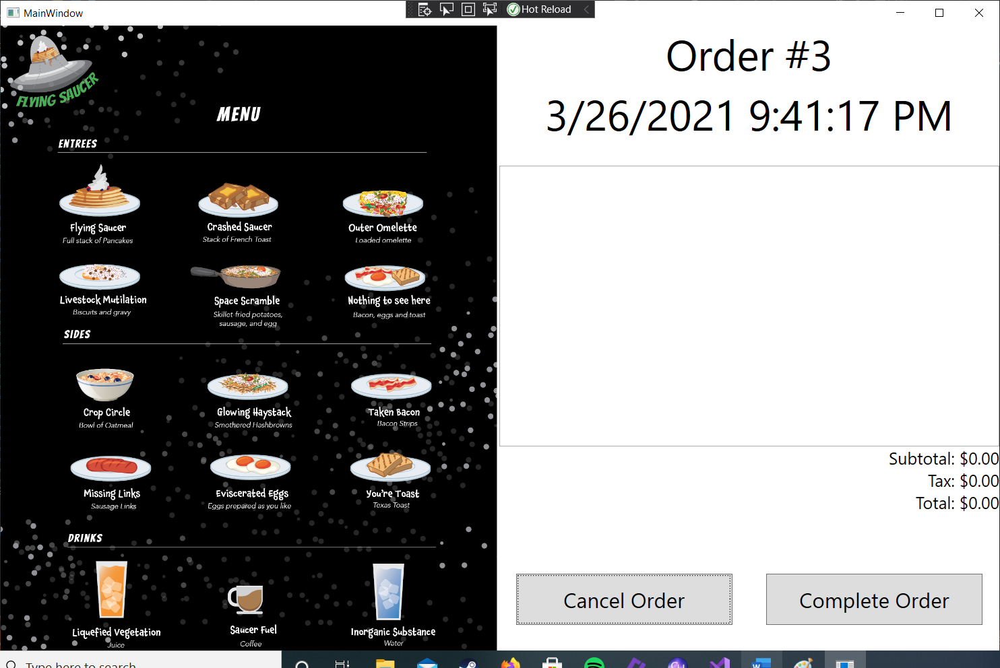 MainWindow
Hot Reload
FLYING SAUCER
MENU
ENTREES
Flying Saucer
Full stack of Pancakes
Crashed Saucer
Stack of French Toast
Outer Omelette
Loaded omelette
Livestock Mutilation
Biscuits and gravy
Space Scramble
Skillet-fried potatoes,
sausage, and egg
Nothing to see here
Bacon, eggs and toast
SIDES
Crop Circle
Bowl of Oatmeal
Glowing Haystack
Smothered Hashbrowns
Taken Bacon
Bacon Strips
Missing Links
Sausage Links
Eviscerated Eggs
Eggs prepared as you like
You're Toast
Texas Toast
DRINKS
Liquefied Vegetation
Juice
Saucer Fuel
Coffee
Inorganic Substance
Water
Order #3
3/26/2021 9:41:17 PM
Subtotal: $0.00
Tax: $0.00
Total: $0.00
Cancel Order
Complete Order
Type here to search